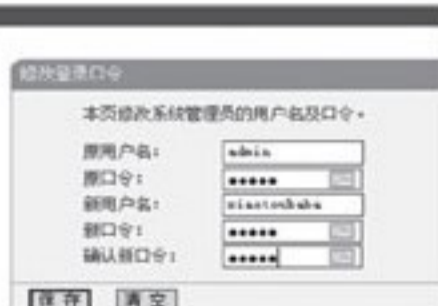 修改登录口令
本页修改系统管理员的用户名及口令。
原用户名： admin
原口令： •••••
新用户名：
新口令： •••••
确认新口令： •••••
保存 清空